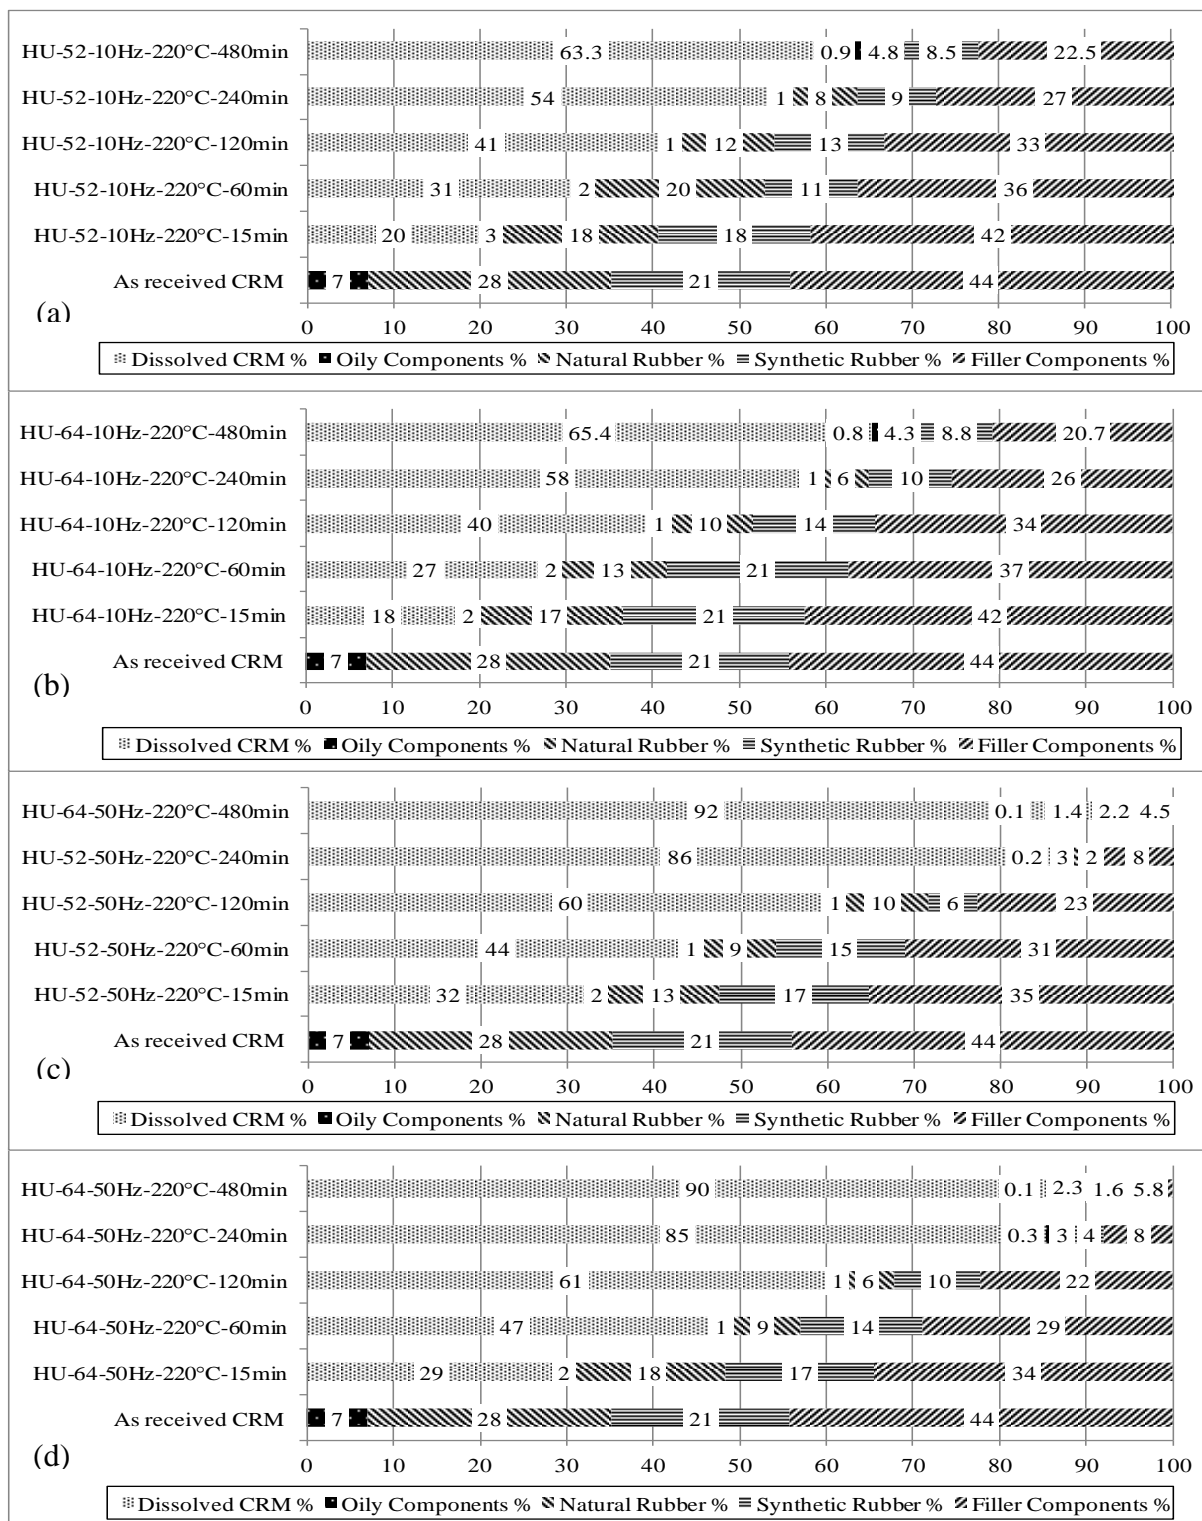 HU-52-10Hz-220°C-480min 63.3 0.9 4.8 8.5 22.5
HU-52-10Hz-220°C-240min 54 1 8 9 27
HU-52-10Hz-220°C-120min 41 1 12 13 33
HU-52-10Hz-220°C-60min 31 2 20 11 36
HU-52-10Hz-220°C-15min 20 3 18 18 42
As received CRM 7 28 21 44
(a)
0 10 20 30 40 50 60 70 80 90 100
Dissolved CRM % Oily Components % Natural Rubber % Synthetic Rubber % Filler Components %
HU-64-10Hz-220°C-480min 65.4 0.8 4.3 8.8 20.7
HU-64-10Hz-220°C-240min 58 1 6 10 26
HU-64-10Hz-220°C-120min 40 1 10 14 34
HU-64-10Hz-220°C-60min 27 2 13 21 37
HU-64-10Hz-220°C-15min 18 2 17 21 42
As received CRM 7 28 21 44
(b)
0 10 20 30 40 50 60 70 80 90 100
Dissolved CRM % Oily Components % Natural Rubber % Synthetic Rubber % Filler Components %
HU-64-50Hz-220°C-480min 92 0.1 1.4 2.2 4.5
HU-52-50Hz-220°C-240min 86 0.2 3 2 8
HU-52-50Hz-220°C-120min 60 1 10 6 23
HU-52-50Hz-220°C-60min 44 1 9 15 31
HU-52-50Hz-220°C-15min 32 2 13 17 35
As received CRM 7 28 21 44
(c)
0 10 20 30 40 50 60 70 80 90 100
Dissolved CRM % Oily Components % Natural Rubber % Synthetic Rubber % Filler Components %
HU-64-50Hz-220°C-480min 90 0.1 2.3 1.6 5.8
HU-64-50Hz-220°C-240min 85 0.3 3 4 8
HU-64-50Hz-220°C-120min 61 1 6 10 22
HU-64-50Hz-220°C-60min 47 1 9 14 29
HU-64-50Hz-220°C-15min 29 2 18 17 34
As received CRM 7 28 21 44
(d)
0 10 20 30 40 50 60 70 80 90 100
Dissolved CRM % Oily Components % Natural Rubber % Synthetic Rubber % Filler Components %